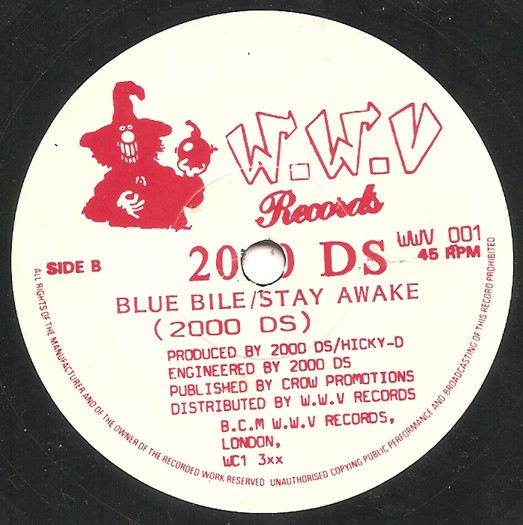 W.W.V
Records
WWV 001
SIDE B
2000 DS
45 RPM
BLUE BILE/STAY AWAKE
(2000 DS)
PRODUCED BY 2000 DS/HICKY-D
ENGINEERED BY 2000 DS
PUBLISHED BY CROW PROMOTIONS
DISTRIBUTED BY W.W.V RECORDS
B.C.M W.W.V RECORDS,
LONDON,
WC1 3xx
ALL RIGHTS OF THE MANUFACTURER AND OF THE OWNER OF THE RECORDED WORK RESERVED UNAUTHORISED COPYING PUBLIC PERFORMANCE AND BROADCASTING OF THIS RECORD PROHIBITED